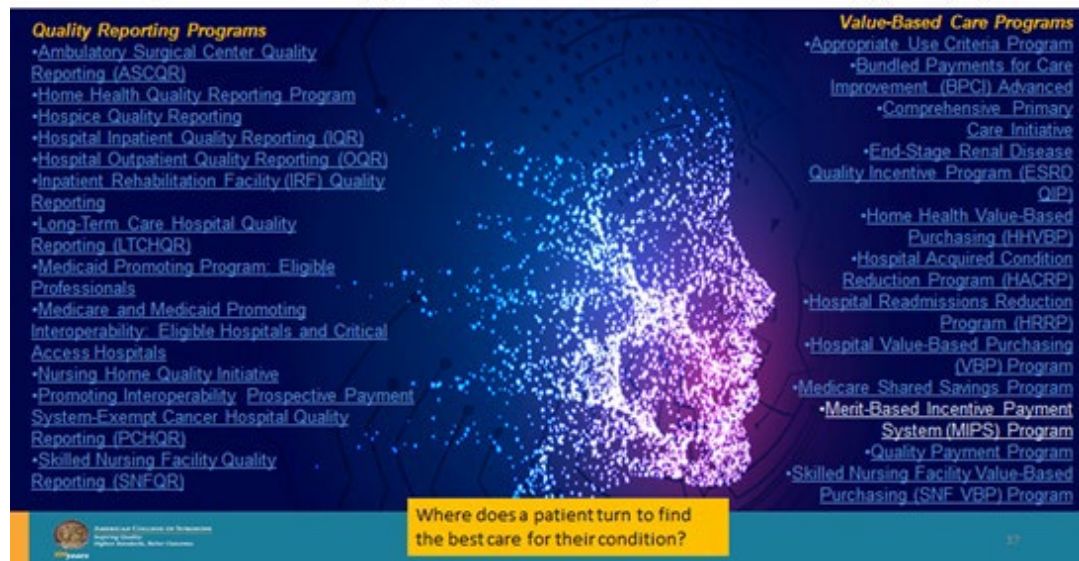 Quality Reporting Programs
•Ambulatory Surgical Center Quality
Reporting (ASCQR)
•Home Health Quality Reporting Program
•Hospice Quality Reporting
•Hospital Inpatient Quality Reporting (IQR)
•Hospital Outpatient Quality Reporting (OQR)
•Inpatient Rehabilitation Facility (IRF) Quality
Reporting
•Long-Term Care Hospital Quality
Reporting (LTCHQR)
•Medicaid Promoting Program: Eligible
Professionals
•Medicare and Medicaid Promoting
Interoperability: Eligible Hospitals and Critical
Access Hospitals
•Nursing Home Quality Initiative
•Promoting Interoperability Prospective Payment
System-Exempt Cancer Hospital Quality
Reporting (PCHQR)
•Skilled Nursing Facility Quality
Reporting (SNFQR)
Value-Based Care Programs
•Appropriate Use Criteria Program
•Bundled Payments for Care
Improvement (BPCI) Advanced
•Comprehensive Primary
Care Initiative
•End-Stage Renal Disease
Quality Incentive Program (ESRD
QIP)
•Home Health Value-Based
Purchasing (HHVBP)
•Hospital Acquired Condition
Reduction Program (HACRP)
•Hospital Readmissions Reduction
Program (HRRP)
•Hospital Value-Based Purchasing
(VBP) Program
•Medicare Shared Savings Program
•Merit-Based Incentive Payment
System (MIPS) Program
•Quality Payment Program
•Skilled Nursing Facility Value-Based
Purchasing (SNF VBP) Program
Where does a patient turn to find
the best care for their condition?
American College of Surgeons
Inspiring Quality:
Highest Standards, Better Outcomes
years
37